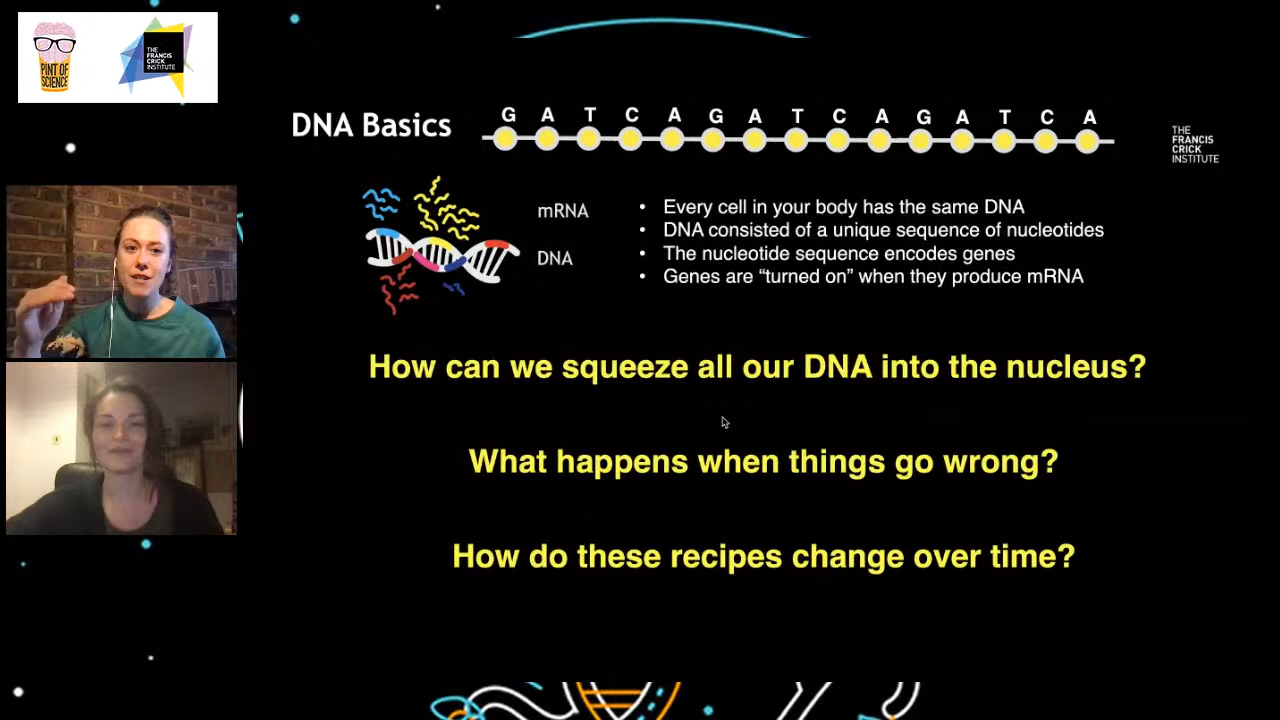 PINT OF
SCIENCE
THE
FRANCIS
CRICK
INSTITUTE
DNA Basics
G A T C A G A T C A G A T C A
THE
FRANCIS
CRICK
INSTITUTE
mRNA
DNA
• Every cell in your body has the same DNA
• DNA consisted of a unique sequence of nucleotides
• The nucleotide sequence encodes genes
• Genes are “turned on” when they produce mRNA
How can we squeeze all our DNA into the nucleus?
What happens when things go wrong?
How do these recipes change over time?